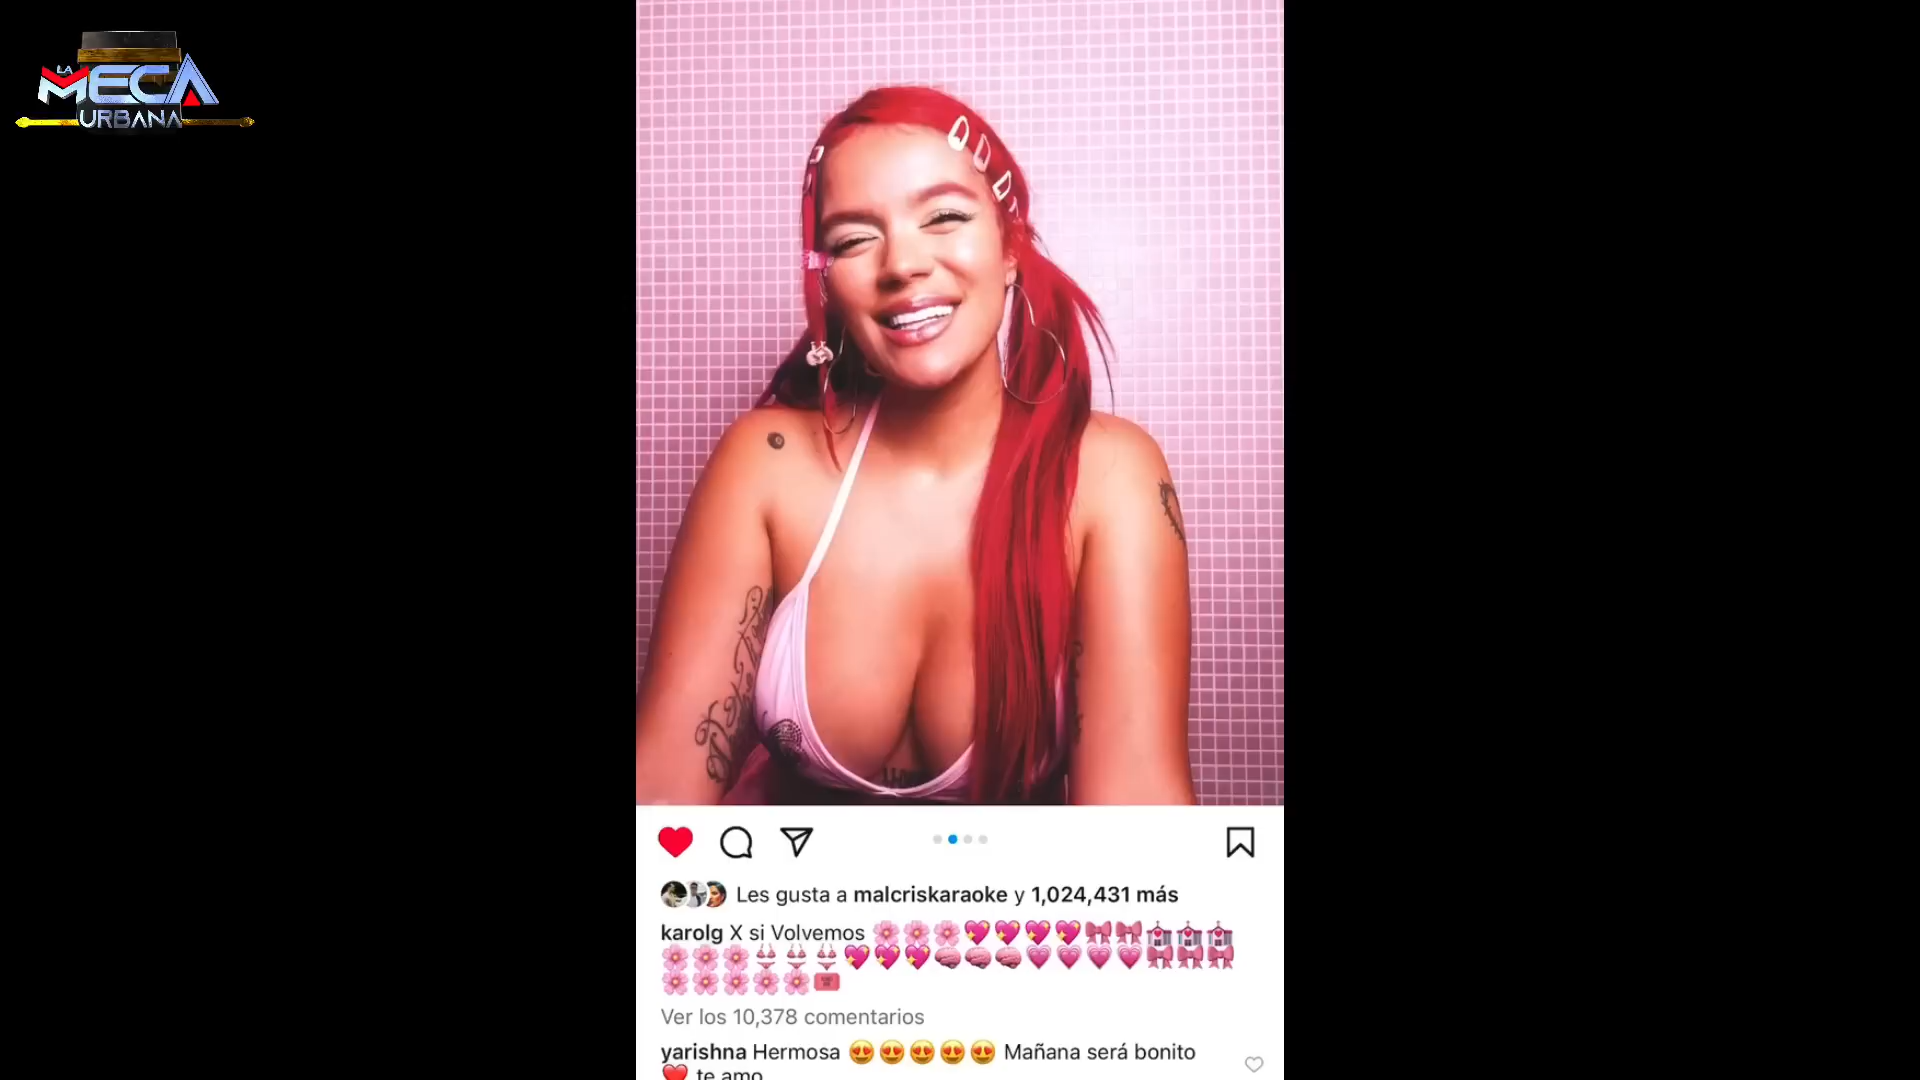 LA
MECA
URBANA
Les gusta a malcriskaraoke y 1,024,431 más
karolg X si Volvemos 🌸🌸🌸💖💖💖💖🎀🎀💒💒💒
🌸🌸🌸👙👙👙💖💖💖🧠🧠🧠💗💗💗💗🎀🎀🎀
🌸🌸🌸🌸🌸🎟️
Ver los 10,378 comentarios
yarishna Hermosa 😍😍😍😍😍 Mañana será bonito
❤️ te amo